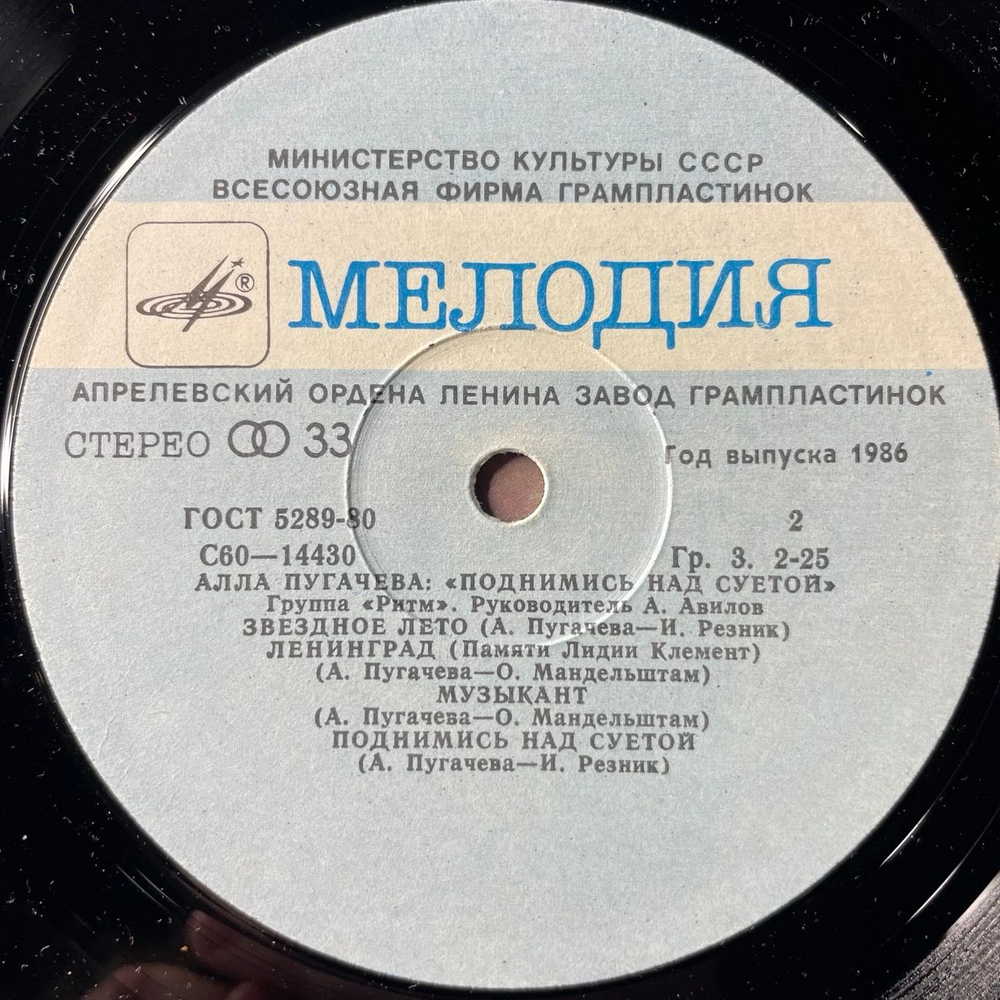 МИНИСТЕРСТВО КУЛЬТУРЫ СССР
ВСЕСОЮЗНАЯ ФИРМА ГРАМПЛАСТИНОК
® МЕЛОДИЯ
АПРЕЛЕВСКИЙ ОРДЕНА ЛЕНИНА ЗАВОД ГРАМПЛАСТИНОК
СТЕРЕО 33 Год выпуска 1986
ГОСТ 5289-80 2
С60—14430 Гр. 3. 2-25
АЛЛА ПУГАЧЕВА: «ПОДНИМИСЬ НАД СУЕТОЙ»
Группа «Ритм». Руководитель А. Авилов
ЗВЕЗДНОЕ ЛЕТО (А. Пугачева—И. Резник)
ЛЕНИНГРАД (Памяти Лидии Клемент)
(А. Пугачева—О. Мандельштам)
МУЗЫКАНТ
(А. Пугачева—О. Мандельштам)
ПОДНИМИСЬ НАД СУЕТОЙ
(А. Пугачева—И. Резник)